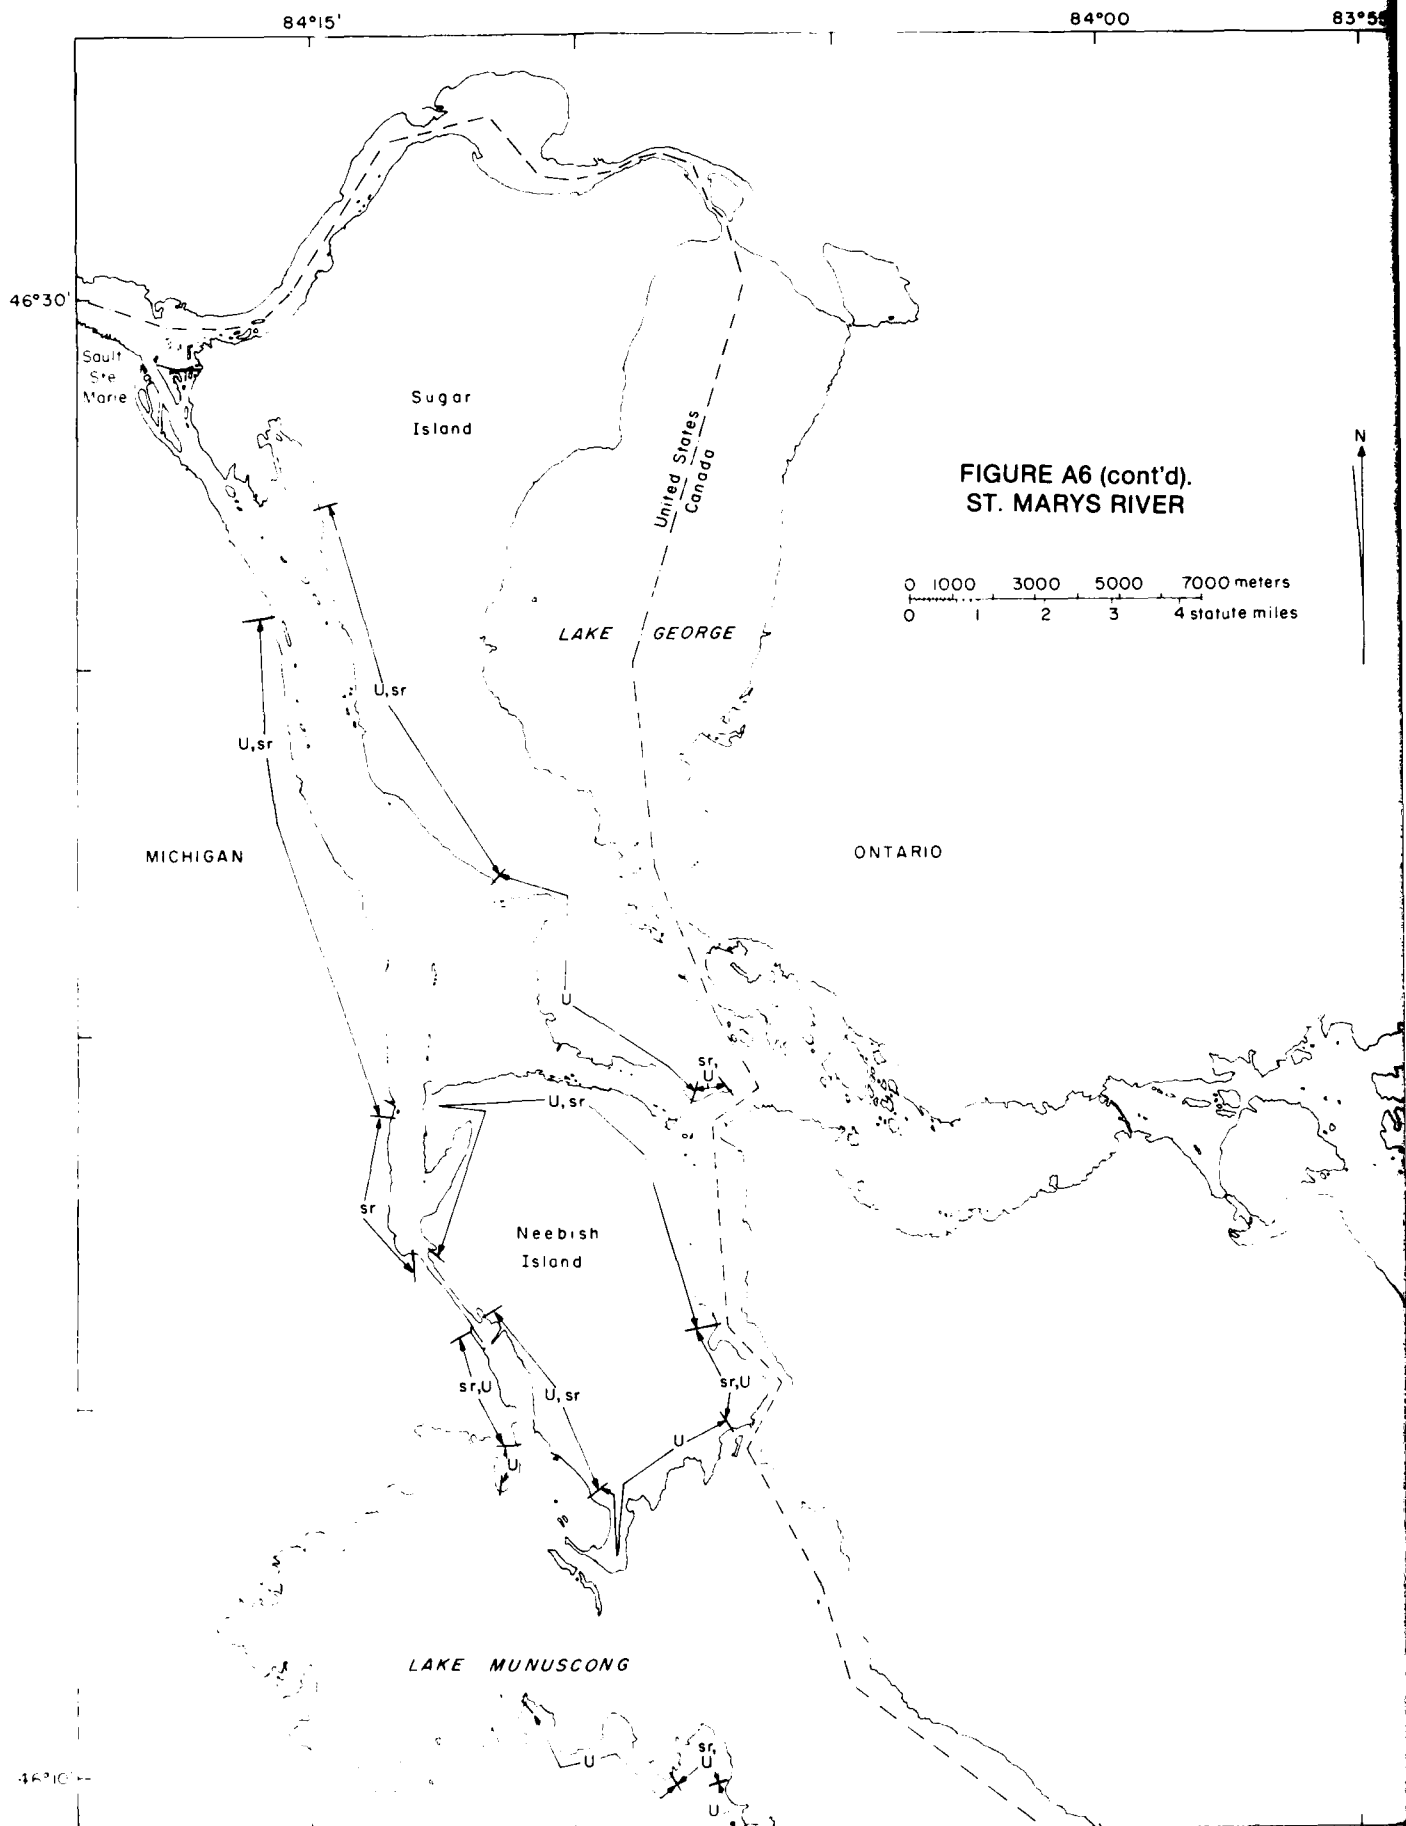 84°15'
84°00
46°30'
Sault
Ste
Marie
Sugar
Island
United States
Canada
N
FIGURE A6 (cont'd).
ST. MARYS RIVER
0 1000 3000 5000 7000 meters
0 1 2 3 4 statute miles
LAKE GEORGE
U,sr
U,sr
MICHIGAN
ONTARIO
U
sr,
U
U,sr
sr
Neebish
Island
sr,U
U,sr
sr,U
U
U
LAKE MUNUSCONG
sr,
U
U
46°10'
U